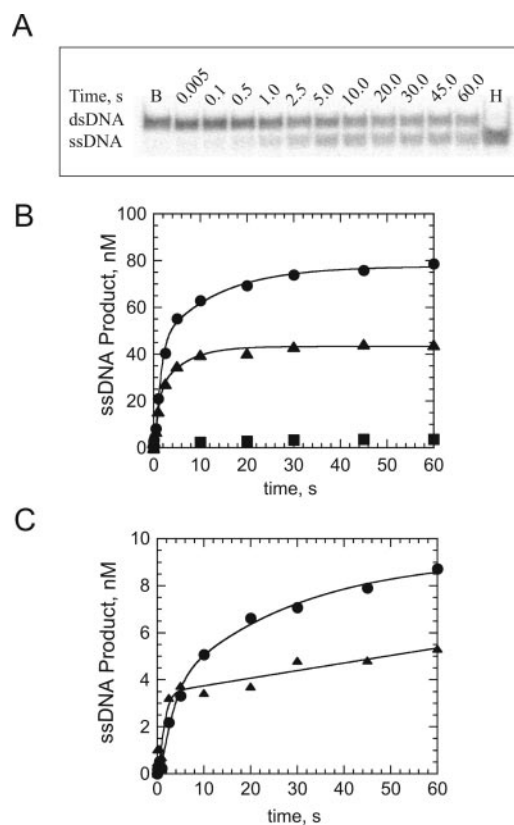 A
Time, s B 0.005 0.1 0.5 1.0 2.5 5.0 10.0 20.0 30.0 45.0 60.0 H
dsDNA
ssDNA
B
100
80
60
40
20
0
ssDNA Product, nM
0 10 20 30 40 50 60
time, s
C
10
8
6
4
2
0
ssDNA Product, nM
0 10 20 30 40 50 60
time, s